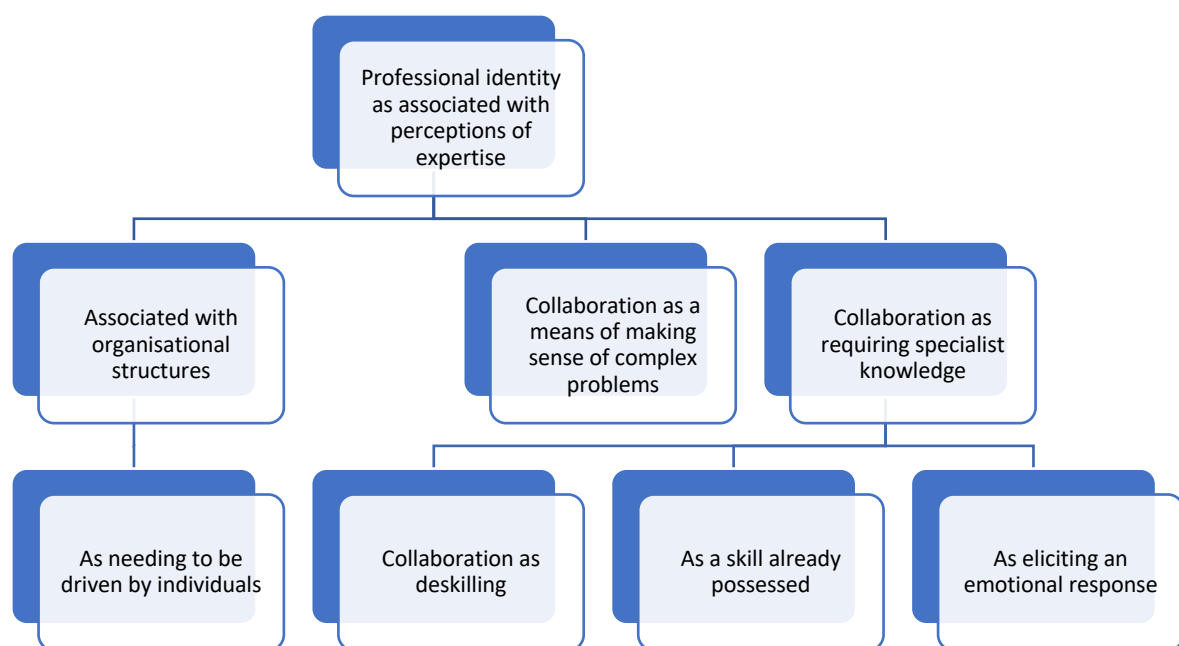 Professional identity
as associated with
perceptions of
expertise
Associated with
organisational
structures
Collaboration as a
means of making
sense of complex
problems
Collaboration as
requiring specialist
knowledge
As needing to be
driven by individuals
Collaboration as
deskilling
As a skill already
possessed
As eliciting an
emotional response